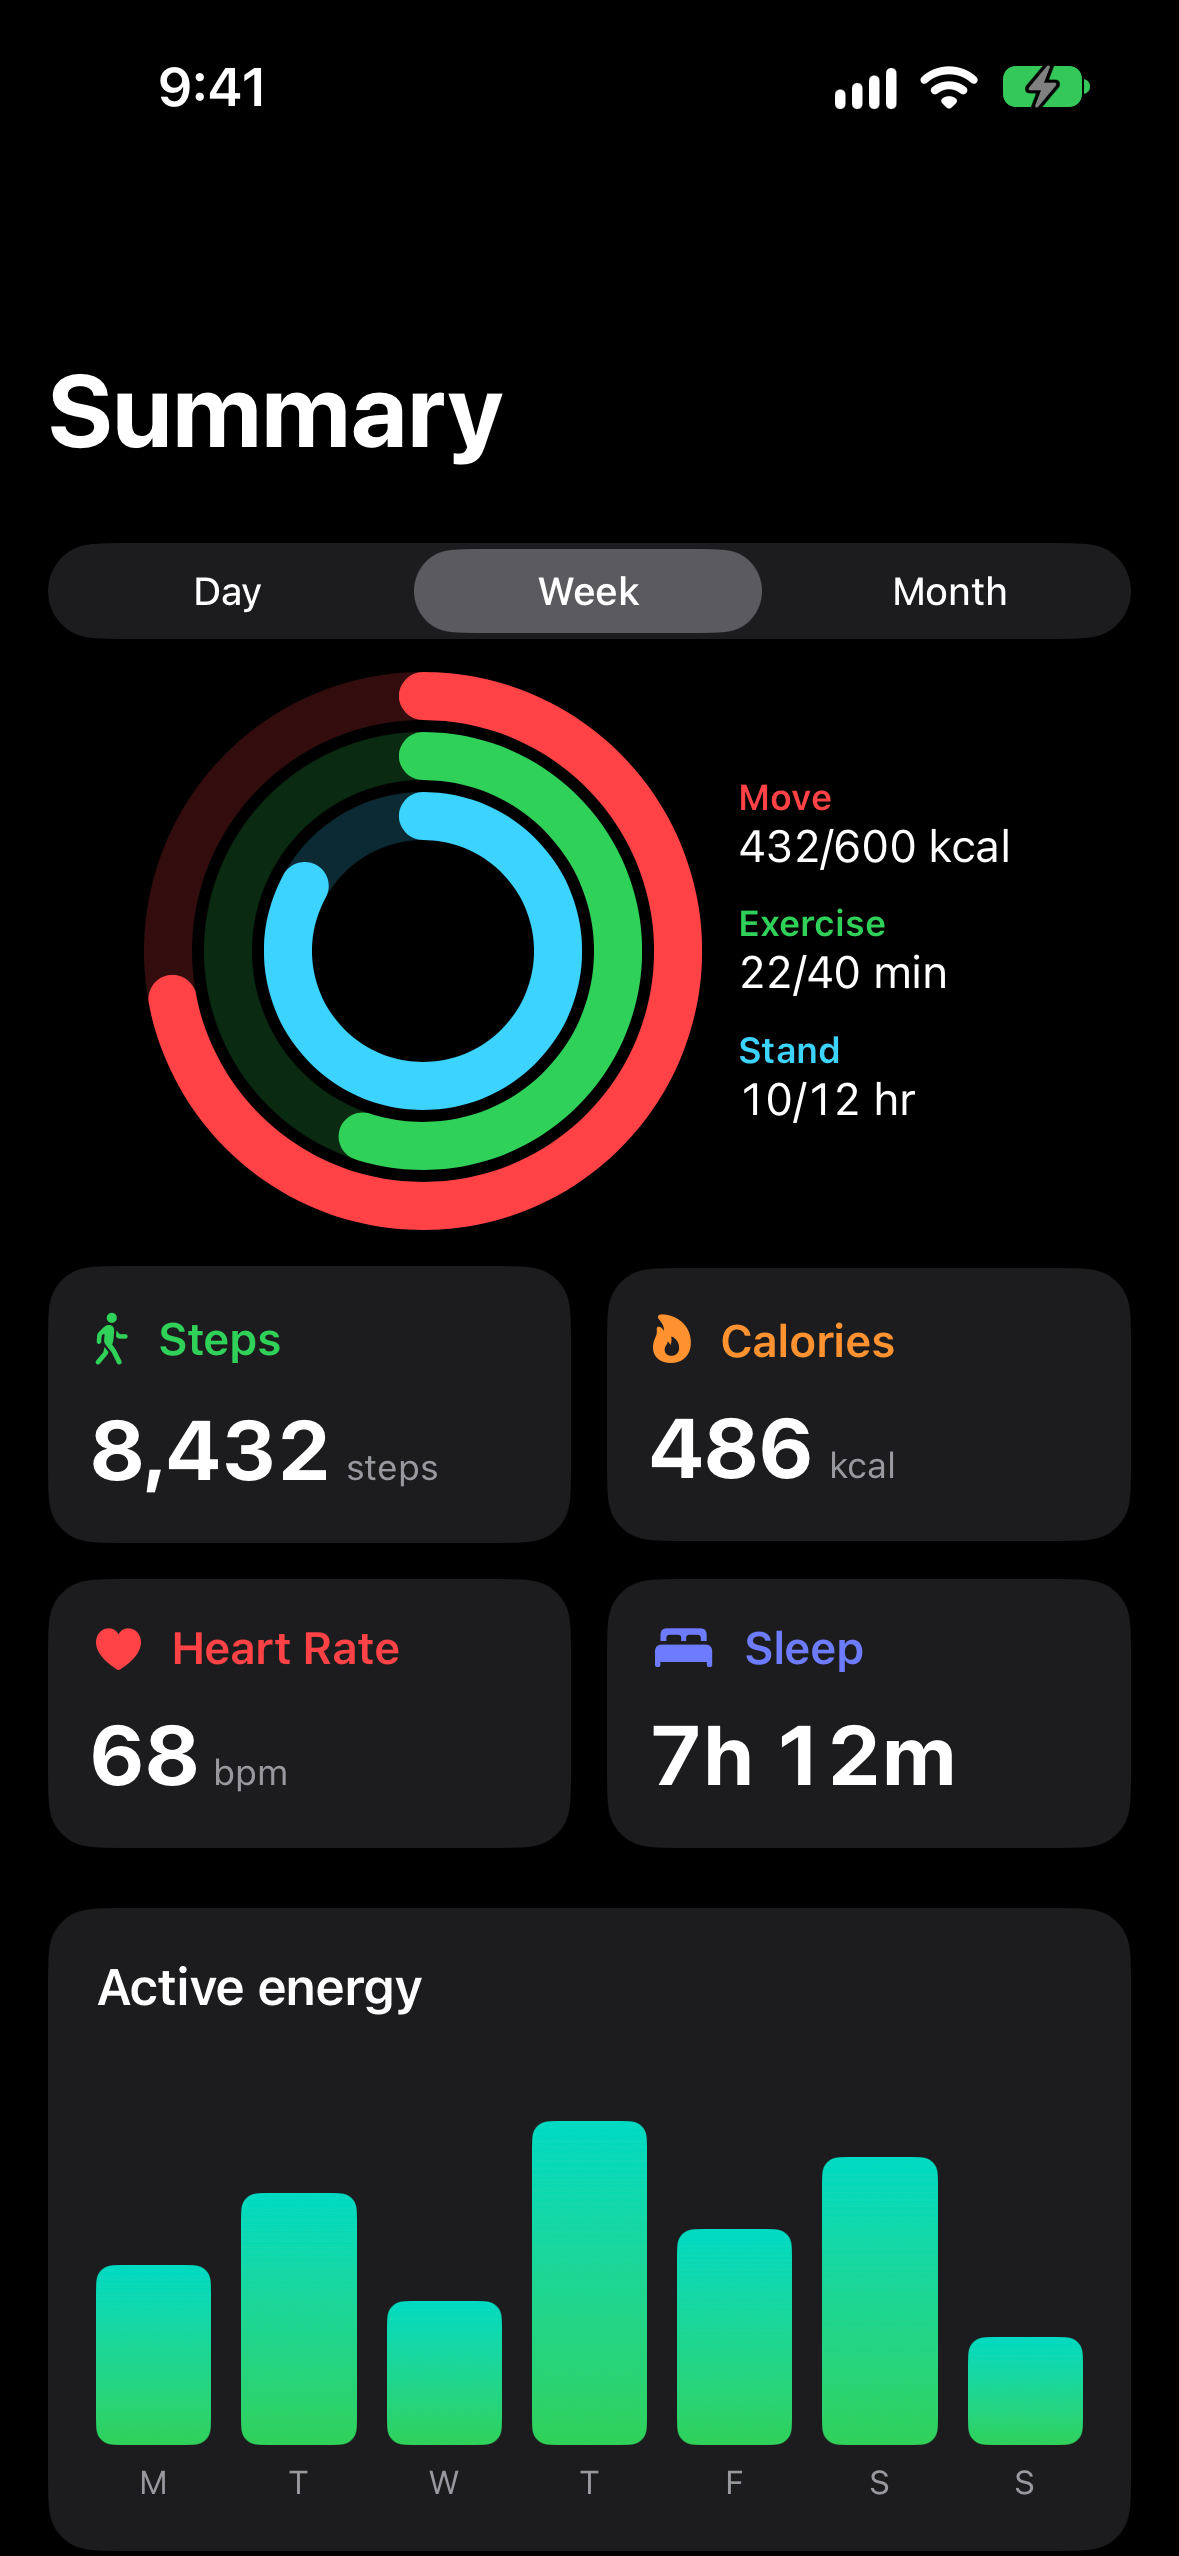 9:41
Summary
Day Week Month
Move
432/600 kcal
Exercise
22/40 min
Stand
10/12 hr
Steps
8,432 steps
Calories
486 kcal
Heart Rate
68 bpm
Sleep
7h 12m
Active energy
M T W T F S S